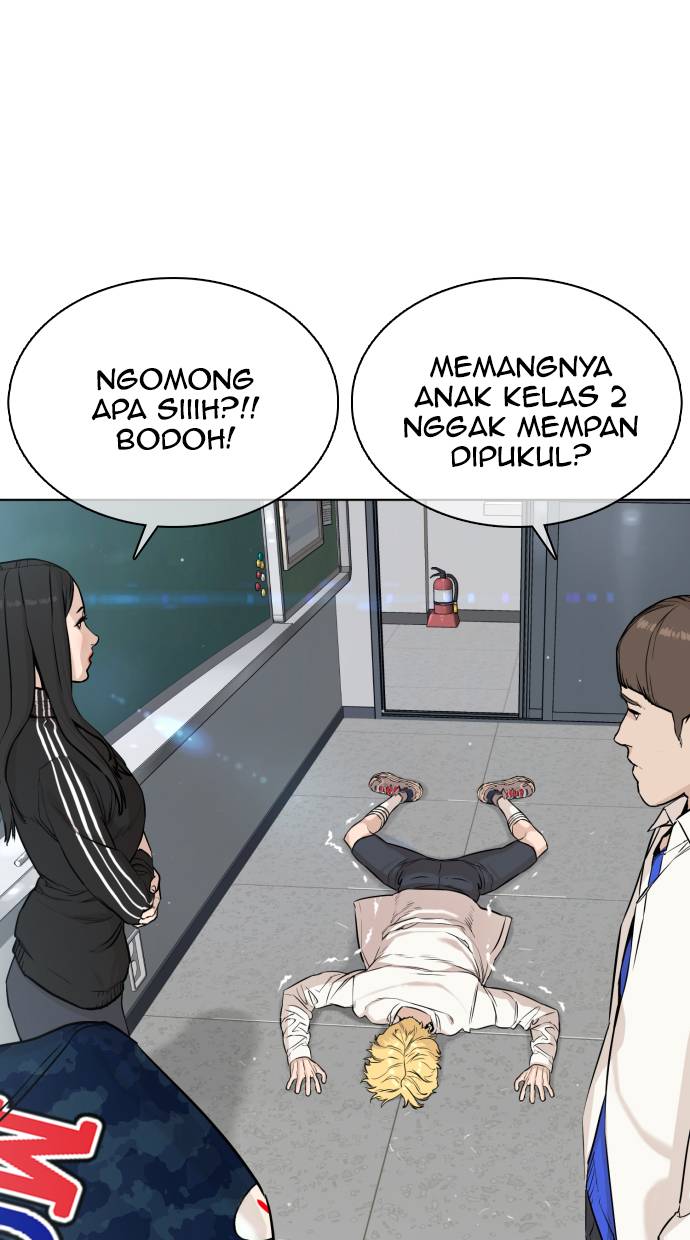 NGOMONG
APA SIIIH?!!
BODOH!
MEMANGNYA
ANAK KELAS 2
NGGAK MEMPAN
DIPUKUL?